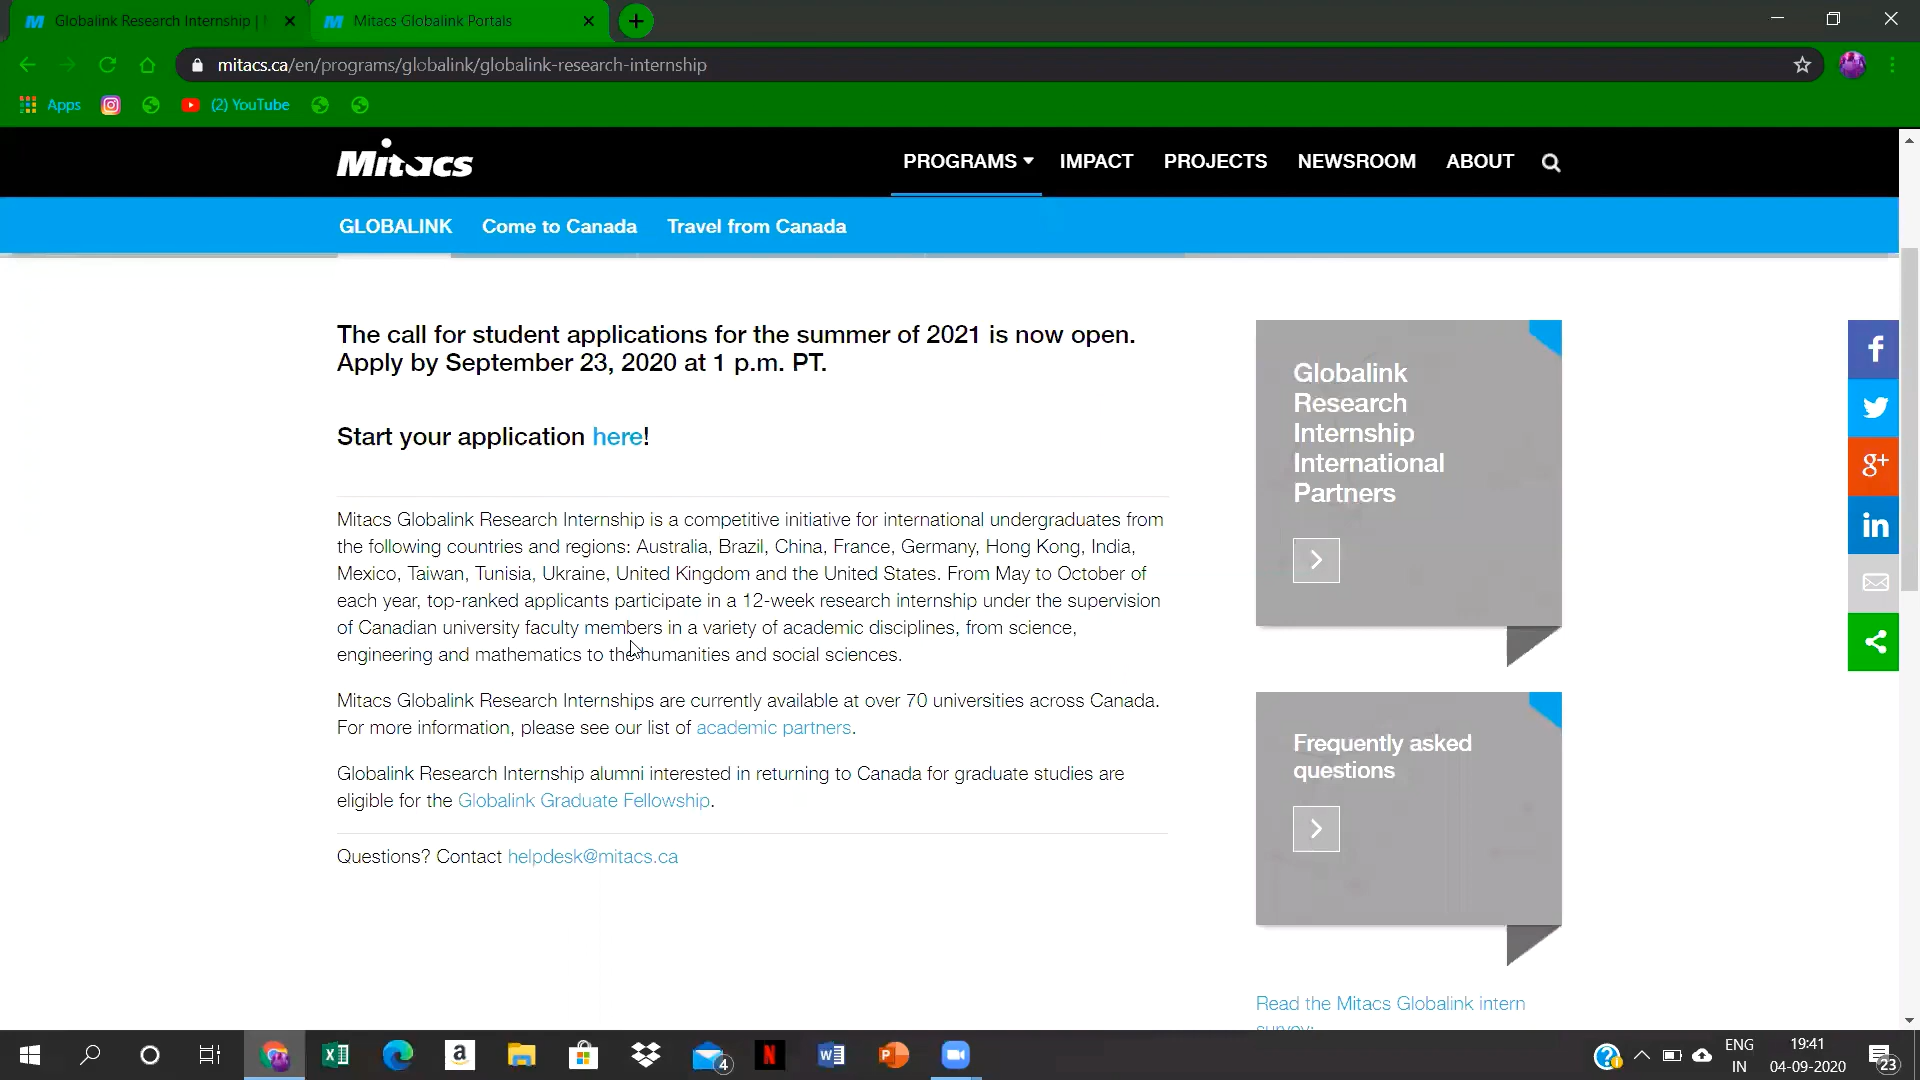 Globalink Research Internship |
Mitacs Globalink Portals
mitacs.ca/en/programs/globalink/globalink-research-internship
Apps
(2) YouTube
Mitacs
PROGRAMS
IMPACT
PROJECTS
NEWSROOM
ABOUT
GLOBALINK
Come to Canada
Travel from Canada
The call for student applications for the summer of 2021 is now open.
Apply by September 23, 2020 at 1 p.m. PT.
Start your application here!
Mitacs Globalink Research Internship is a competitive initiative for international undergraduates from
the following countries and regions: Australia, Brazil, China, France, Germany, Hong Kong, India,
Mexico, Taiwan, Tunisia, Ukraine, United Kingdom and the United States. From May to October of
each year, top-ranked applicants participate in a 12-week research internship under the supervision
of Canadian university faculty members in a variety of academic disciplines, from science,
engineering and mathematics to the humanities and social sciences.
Mitacs Globalink Research Internships are currently available at over 70 universities across Canada.
For more information, please see our list of academic partners.
Globalink Research Internship alumni interested in returning to Canada for graduate studies are
eligible for the Globalink Graduate Fellowship.
Questions? Contact helpdesk@mitacs.ca
Globalink
Research
Internship
International
Partners
Frequently asked
questions
Read the Mitacs Globalink intern
survey:
4
ENG
IN
19:41
04-09-2020
23